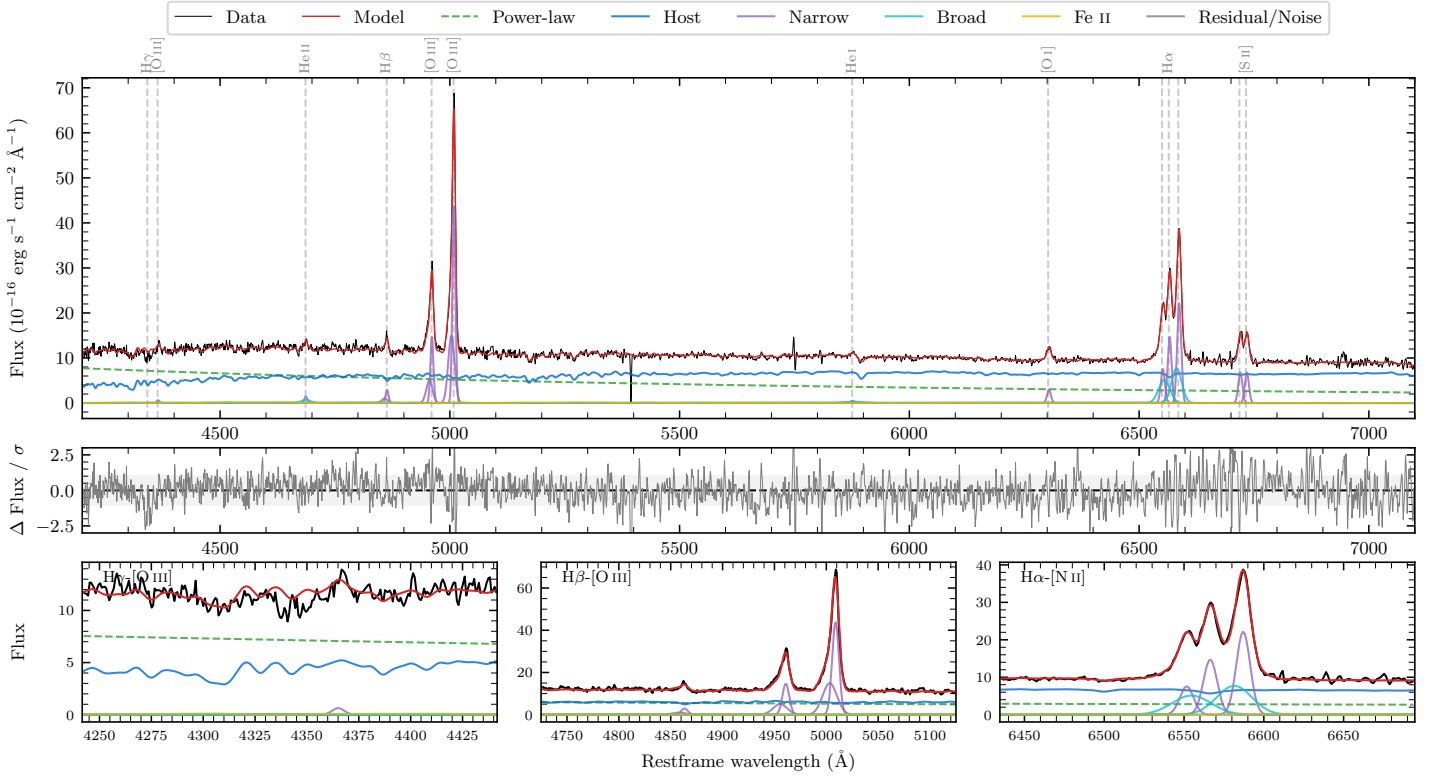 Data Model Power-law Host Narrow Broad Fe II Residual/Noise
Hγ [O III] He II Hβ [O III] [O III] He I [O I] Hα [S II]
Flux (10⁻¹⁶ erg s⁻¹ cm⁻² Å⁻¹)
70
60
50
40
30
20
10
0
4500 5000 5500 6000 6500 7000
Δ Flux / σ
2.5
0.0
−2.5
4500 5000 5500 6000 6500 7000
Flux
Hγ-[O III]
10
5
0
4250 4275 4300 4325 4350 4375 4400 4425
Hβ-[O III]
60
40
20
0
4750 4800 4850 4900 4950 5000 5050 5100
Hα-[N II]
40
30
20
10
0
6450 6500 6550 6600 6650
Restframe wavelength (Å)